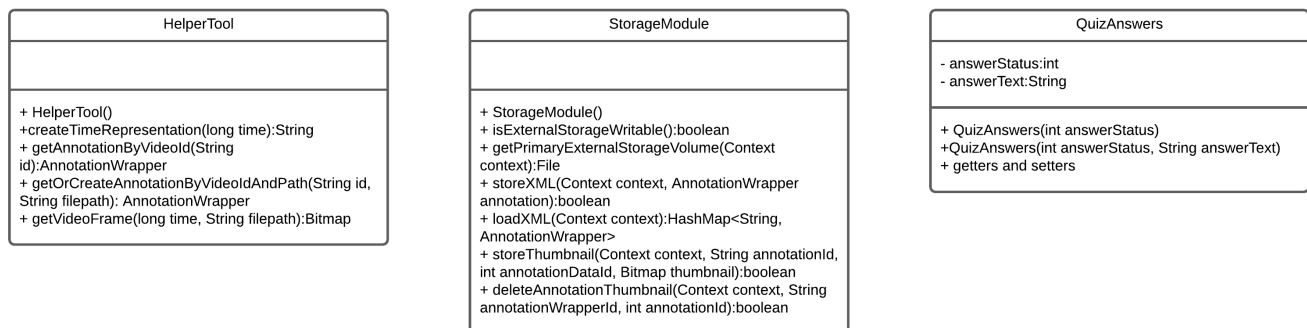 HelperTool
+ HelperTool()
+createTimeRepresentation(long time):String
+ getAnnotationByVideoId(String
id):AnnotationWrapper
+ getOrCreateAnnotationByVideoIdAndPath(String id,
String filepath): AnnotationWrapper
+ getVideoFrame(long time, String filepath):Bitmap
StorageModule
+ StorageModule()
+ isExternalStorageWritable():boolean
+ getPrimaryExternalStorageVolume(Context
context):File
+ storeXML(Context context, AnnotationWrapper
annotation):boolean
+ loadXML(Context context):HashMap<String,
AnnotationWrapper>
+ storeThumbnail(Context context, String annotationId,
int annotationDataId, Bitmap thumbnail):boolean
+ deleteAnnotationThumbnail(Context context, String
annotationWrapperId, int annotationId):boolean
QuizAnswers
- answerStatus:int
- answerText:String
+ QuizAnswers(int answerStatus)
+QuizAnswers(int answerStatus, String answerText)
+ getters and setters